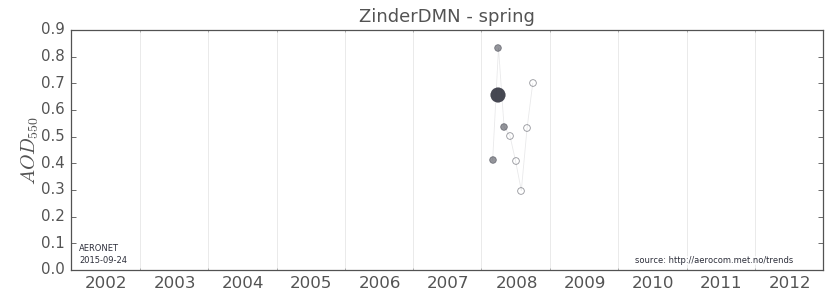 ZinderDMN - spring
0.9
0.8
0.7
0.6
0.5
0.4
0.3
0.2
0.1
0.0
AOD550
AERONET
2015-09-24
source: http://aerocom.met.no/trends
2002 2003 2004 2005 2006 2007 2008 2009 2010 2011 2012